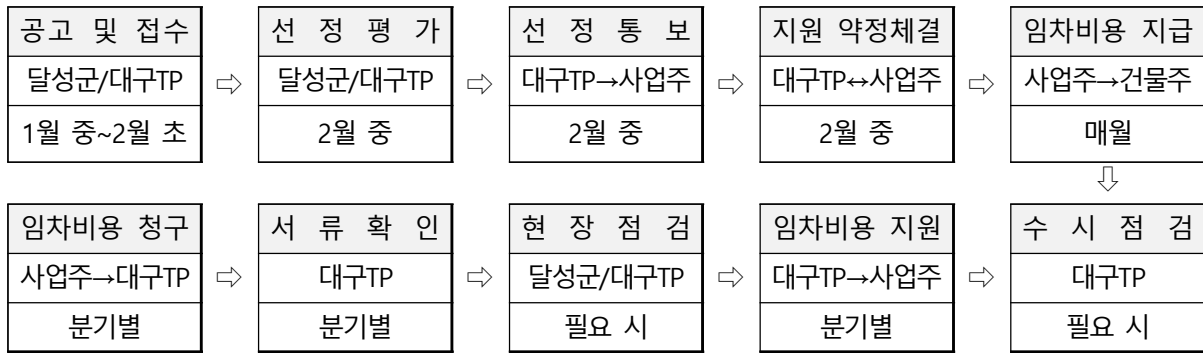 공고 및 접수 선 정 평 가 선 정 통 보 지원 약정체결 임차비용 지급
달성군/대구TP ⇨ 달성군/대구TP ⇨ 대구TP→사업주 ⇨ 대구TP↔사업주 ⇨ 사업주→건물주
1월 중~2월 초 2월 중 2월 중 2월 중 매월
⇩
임차비용 청구 서 류 확 인 현 장 점 검 임차비용 지원 수 시 점 검
사업주→대구TP ⇨ 대구TP ⇨ 달성군/대구TP ⇨ 대구TP→사업주 ⇨ 대구TP
분기별 분기별 필요 시 분기별 필요 시